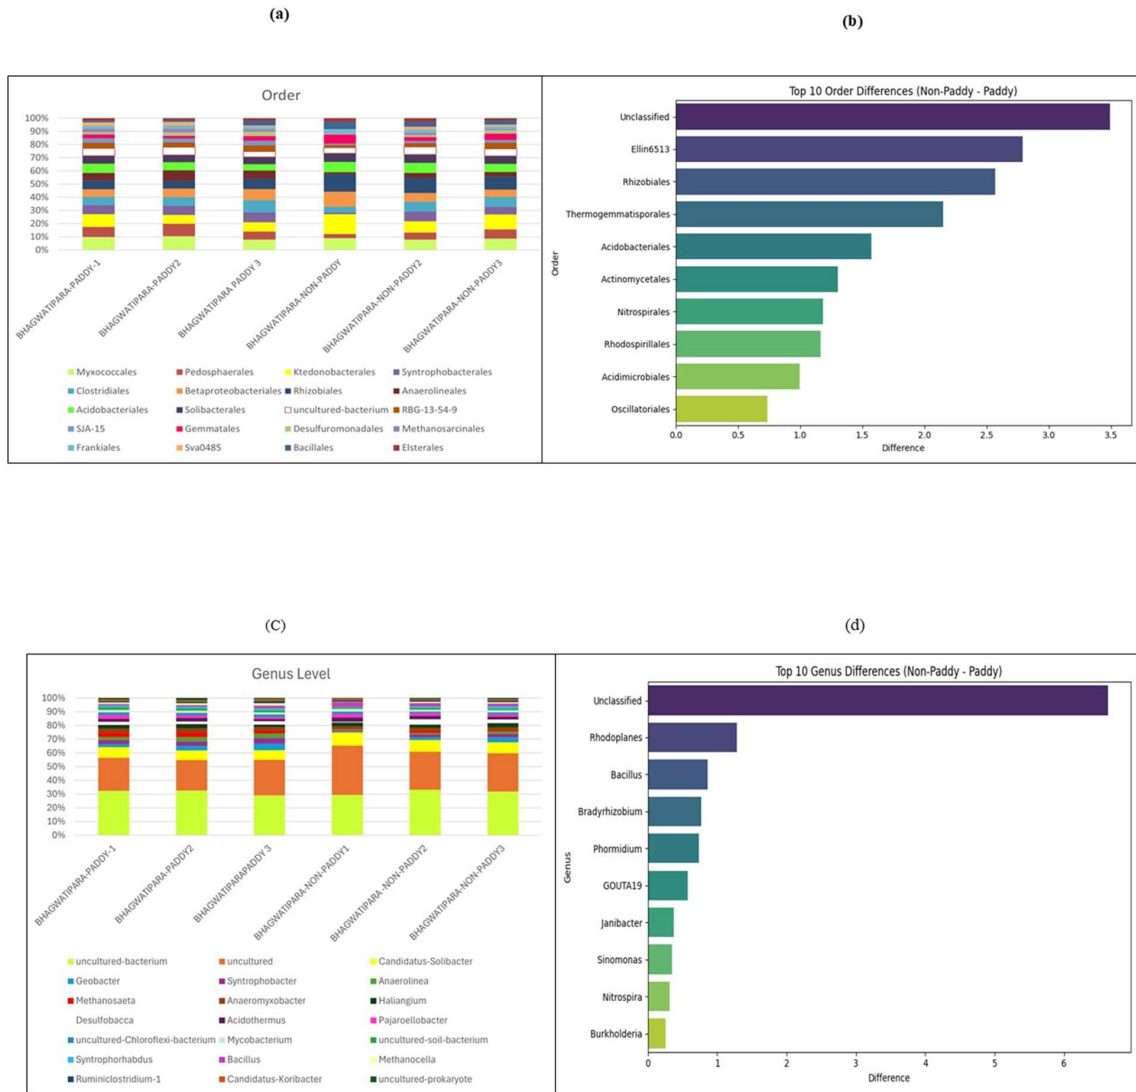 (a)
(b)
Order
100%
90%
80%
70%
60%
50%
40%
30%
20%
10%
0%
BHAGWATIPARA-PADDY-1
BHAGWATIPARA-PADDY2
BHAGWATIPARA PADDY 3
BHAGWATIPARA-NON-PADDY
BHAGWATIPARA-NON-PADDY2
BHAGWATIPARA-NON-PADDY3
Myxococcales Pedosphaerales Ktedonobacterales Syntrophobacterales
Clostridiales Betaproteobacteriales Rhizobiales Anaerolineales
Acidobacteriales Solibacterales uncultured-bacterium RBG-13-54-9
SJA-15 Gemmatales Desulfuromonadales Methanosarcinales
Frankiales Sva0485 Bacillales Elsterales
Top 10 Order Differences (Non-Paddy - Paddy)
Order
Unclassified
Ellin6513
Rhizobiales
Thermogemmatisporales
Acidobacteriales
Actinomycetales
Nitrospirales
Rhodospirillales
Acidimicrobiales
Oscillatoriales
0.0 0.5 1.0 1.5 2.0 2.5 3.0 3.5
Difference
(C)
(d)
Genus Level
100%
90%
80%
70%
60%
50%
40%
30%
20%
10%
0%
BHAGWATIPARA-PADDY-1
BHAGWATIPARA-PADDY2
BHAGWATIPARAPADDY 3
BHAGWATIPARA-NON-PADDY1
BHAGWATIPARA -NON-PADDY2
BHAGWATIPARA-NON-PADDY3
uncultured-bacterium uncultured Candidatus-Solibacter
Geobacter Syntrophobacter Anaerolinea
Methanosaeta Anaeromyxobacter Haliangium
Desulfobacca Acidothermus Pajaroellobacter
uncultured-Chloroflexi-bacterium Mycobacterium uncultured-soil-bacterium
Syntrophorhabdus Bacillus Methanocella
Ruminiclostridium-1 Candidatus-Koribacter uncultured-prokaryote
Top 10 Genus Differences (Non-Paddy - Paddy)
Genus
Unclassified
Rhodoplanes
Bacillus
Bradyrhizobium
Phormidium
GOUTA19
Janibacter
Sinomonas
Nitrospira
Burkholderia
0 1 2 3 4 5 6
Difference